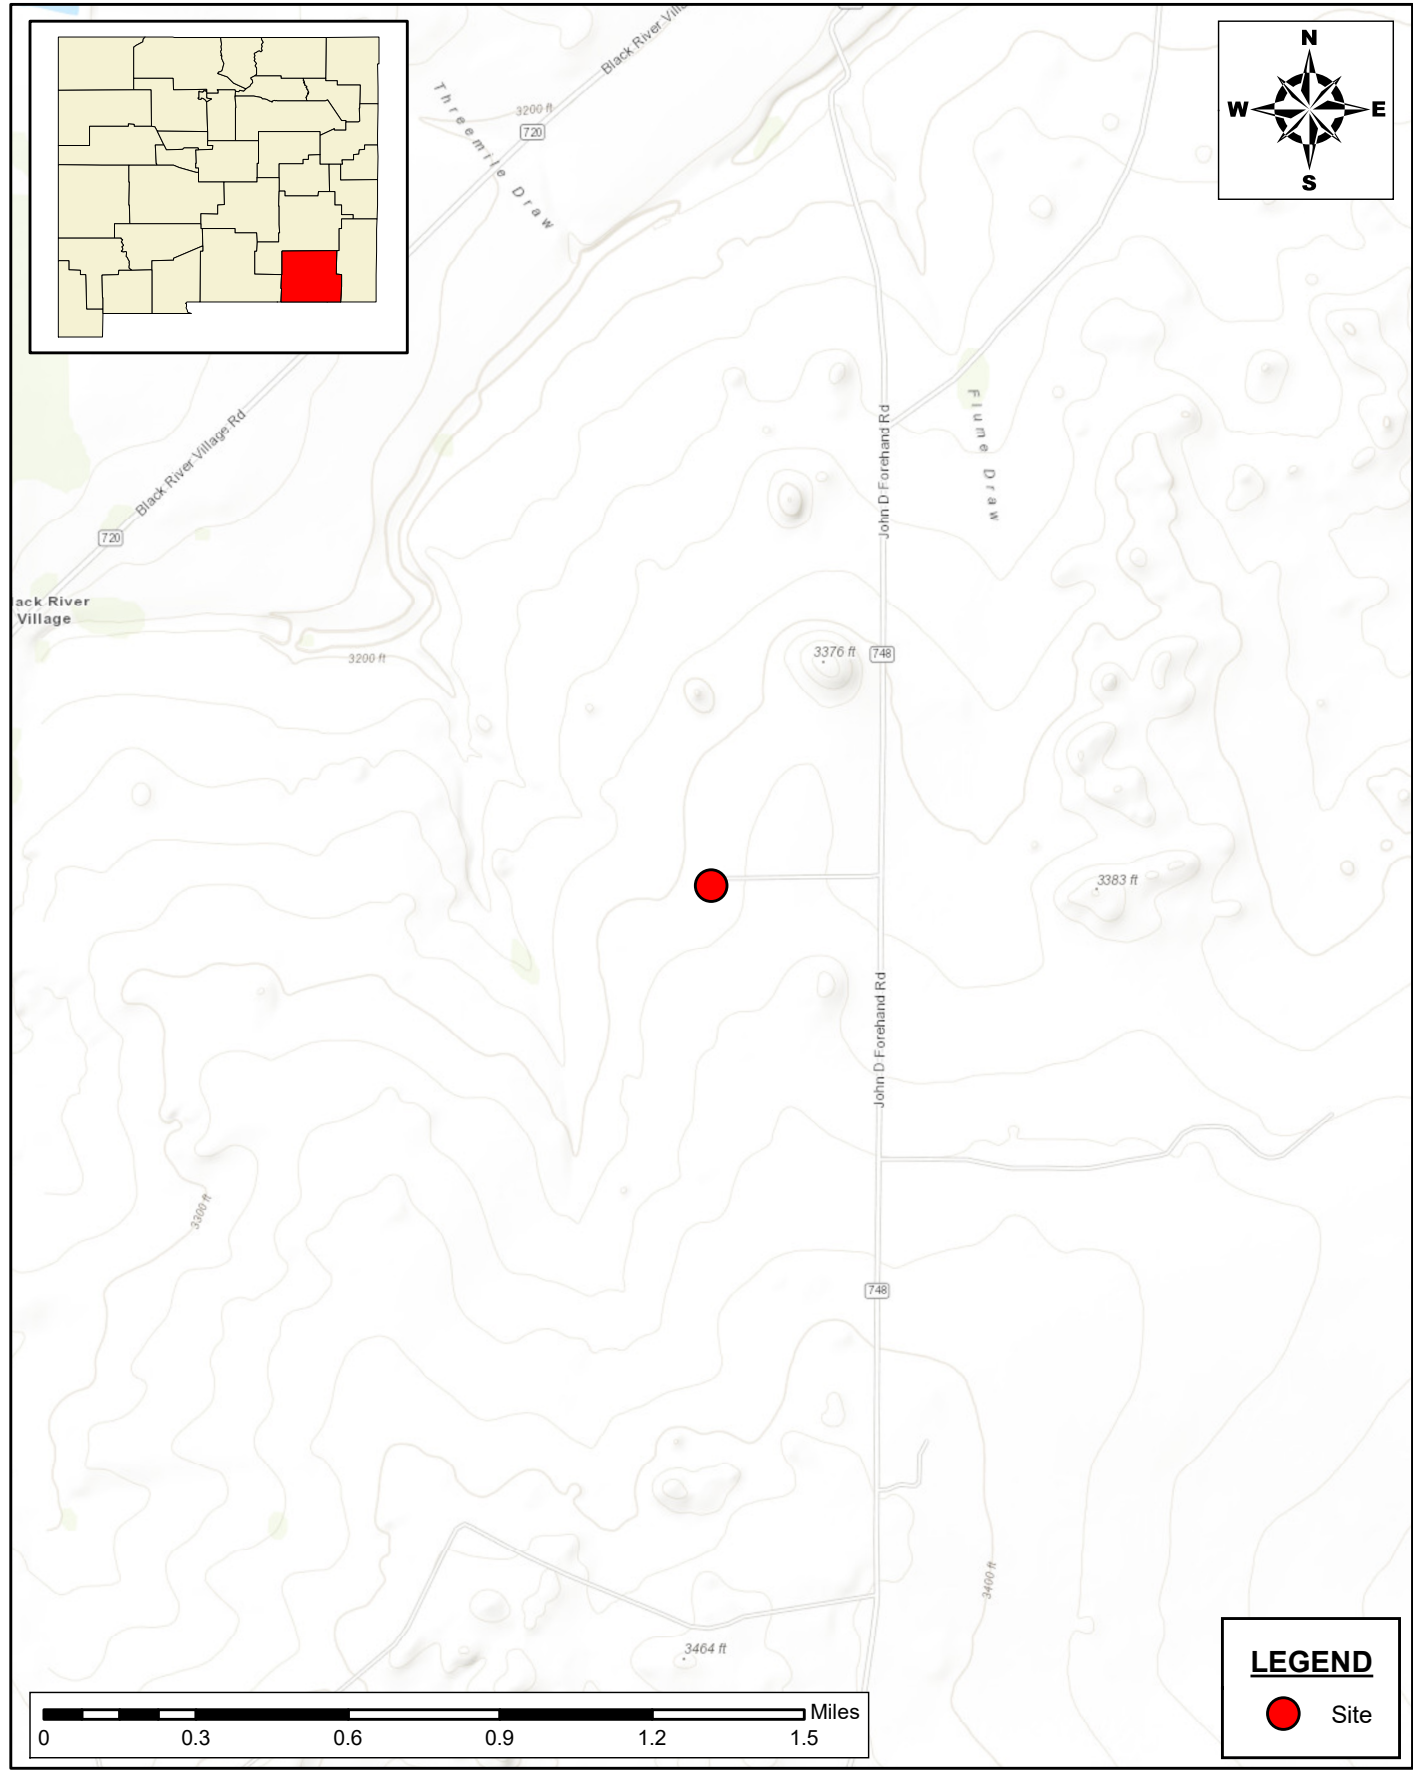 N
W E
S
Black River Villa
3200 ft
720
Threemile Draw
John D Forehand Rd
Flume Draw
Black River Village Rd
720
lack River
Village
3200 ft
3376 ft
748
3383 ft
John D Forehand Rd
3300 ft
748
3400 ft
3464 ft
LEGEND
Site
Miles
0 0.3 0.6 0.9 1.2 1.5